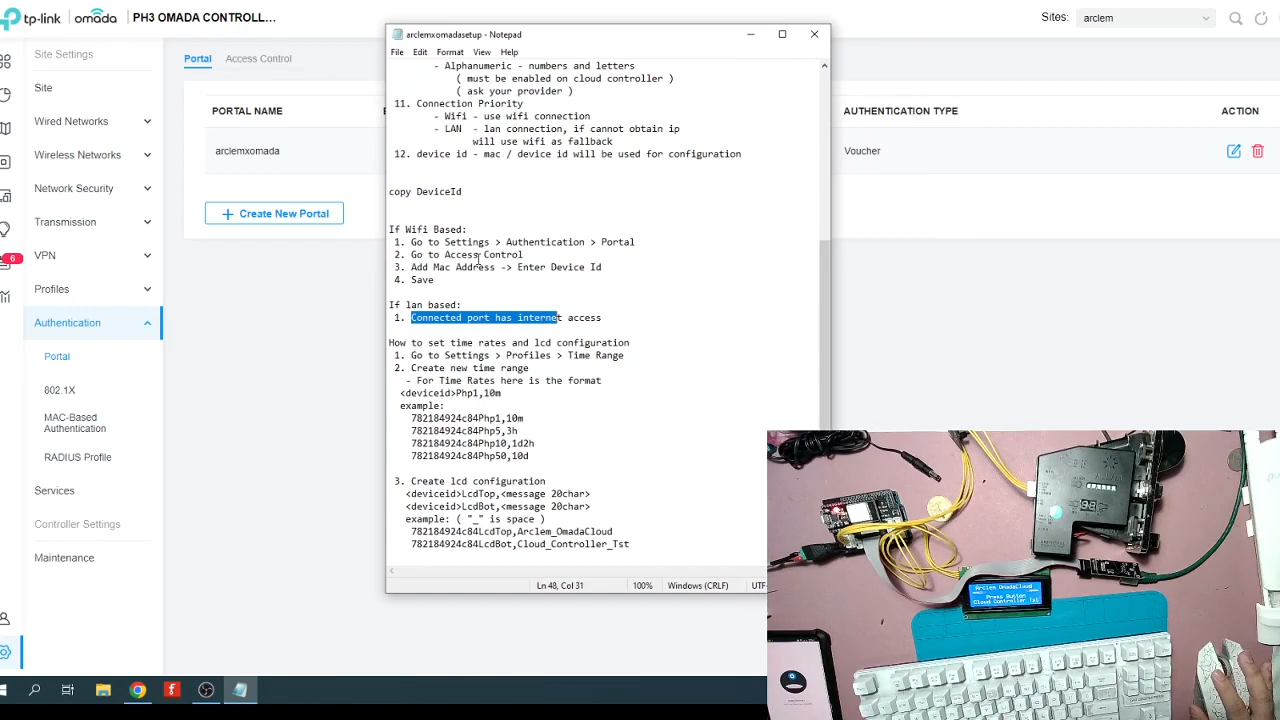 tp-link omada PH3 OMADA CONTROLL... Sites: arclem
Site Settings
Site
Wired Networks
Wireless Networks
Network Security
Transmission
VPN
6
Profiles
Authentication
Portal
802.1X
MAC-Based
Authentication
RADIUS Profile
Services
Controller Settings
Maintenance
Portal Access Control
PORTAL NAME
AUTHENTICATION TYPE
ACTION
arclemxomada
Voucher
Create New Portal
arclemxomadasetup - Notepad
File Edit Format View Help
- Alphanumeric - numbers and letters
( must be enabled on cloud controller )
( ask your provider )
11. Connection Priority
- Wifi - use wifi connection
- LAN - lan connection, if cannot obtain ip
will use wifi as fallback
12. device id - mac / device id will be used for configuration
copy DeviceId
If Wifi Based:
1. Go to Settings > Authentication > Portal
2. Go to Access Control
3. Add Mac Address -> Enter Device Id
4. Save
If lan based:
1. Connected port has internet access
How to set time rates and lcd configuration
1. Go to Settings > Profiles > Time Range
2. Create new time range
- For Time Rates here is the format
<deviceid>Php1,10m
example:
782184924c84Php1,10m
782184924c84Php5,3h
782184924c84Php10,1d2h
782184924c84Php50,10d
3. Create lcd configuration
<deviceid>LcdTop,<message 20char>
<deviceid>LcdBot,<message 20char>
example: ( "_" is space )
782184924c84LcdTop,Arclem_OmadaCloud
782184924c84LcdBot,Cloud_Controller_Tst
Ln 48, Col 31 100% Windows (CRLF) UTF-
Arclem OmadaCloud
Press Button
Cloud Controller Tst